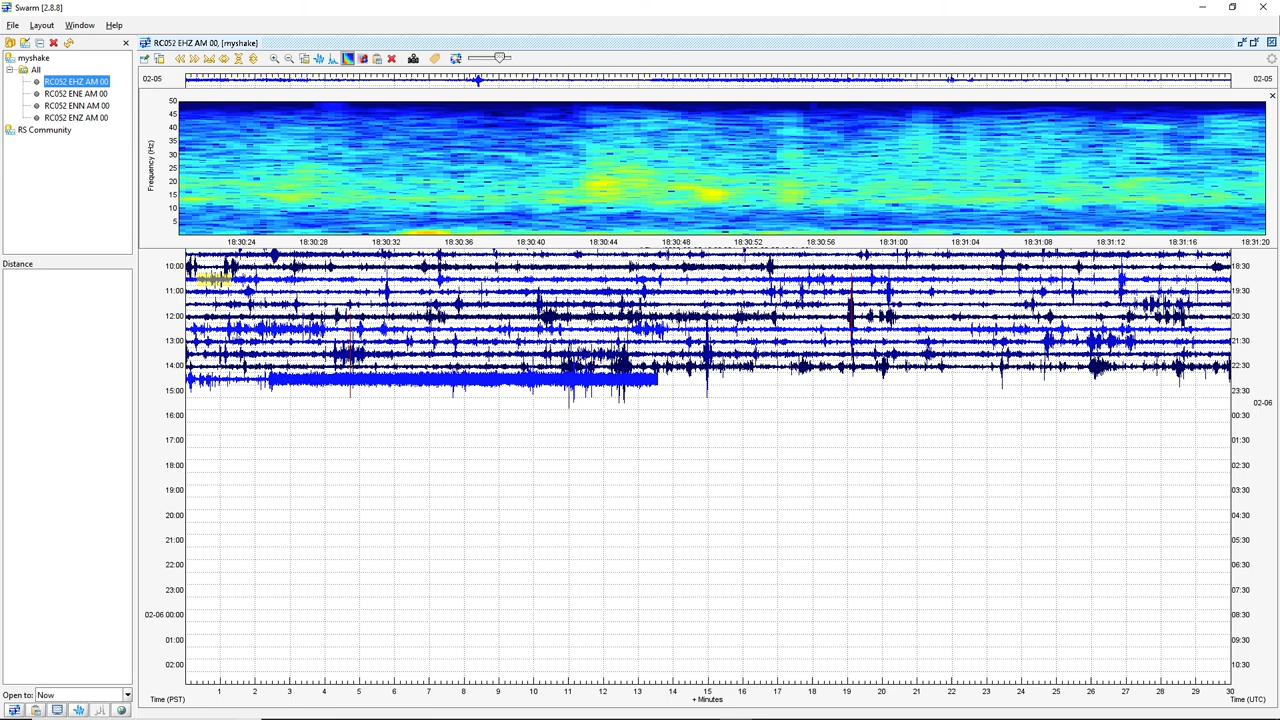 Swarm [2.8.8]
File Layout Window Help
RC052 EHZ AM 00, [myshake]
myshake
All
RC052 EHZ AM 00
RC052 ENE AM 00
RC052 ENN AM 00
RC052 ENZ AM 00
RS Community
Distance
Open to: Now
02-05 02-05
Frequency (Hz)
50
45
40
35
30
25
20
15
10
5
18:30:24 18:30:28 18:30:32 18:30:36 18:30:40 18:30:44 18:30:48 18:30:52 18:30:56 18:31:00 18:31:04 18:31:08 18:31:12 18:31:16 18:31:20
10:00 18:30
11:00 19:30
12:00 20:30
13:00 21:30
14:00 22:30
15:00 23:30
02-06
16:00 00:30
17:00 01:30
18:00 02:30
19:00 03:30
20:00 04:30
21:00 05:30
22:00 06:30
23:00 07:30
02-06 00:00 08:30
01:00 09:30
02:00 10:30
1 2 3 4 5 6 7 8 9 10 11 12 13 14 15 16 17 18 19 20 21 22 23 24 25 26 27 28 29 30
Time (PST) + Minutes Time (UTC)